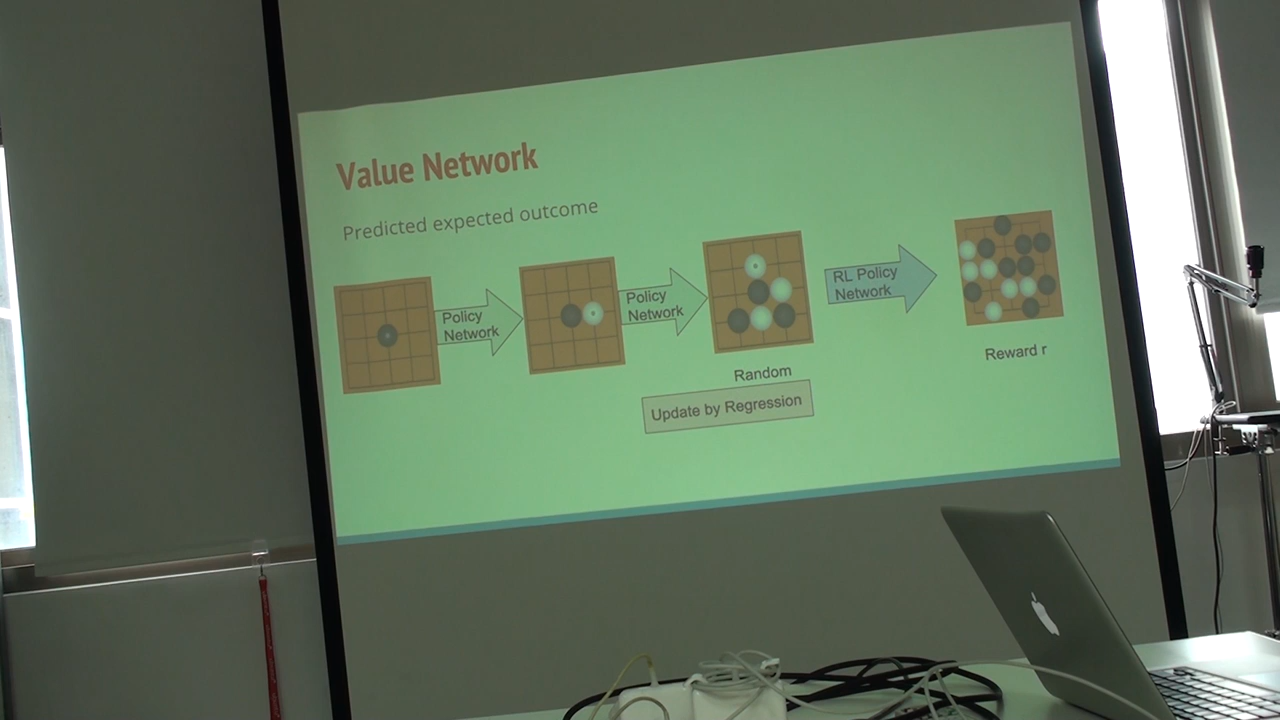 Value Network
Predicted expected outcome
Policy
Network
Policy
Network
RL Policy
Network
Random
Reward r
Update by Regression